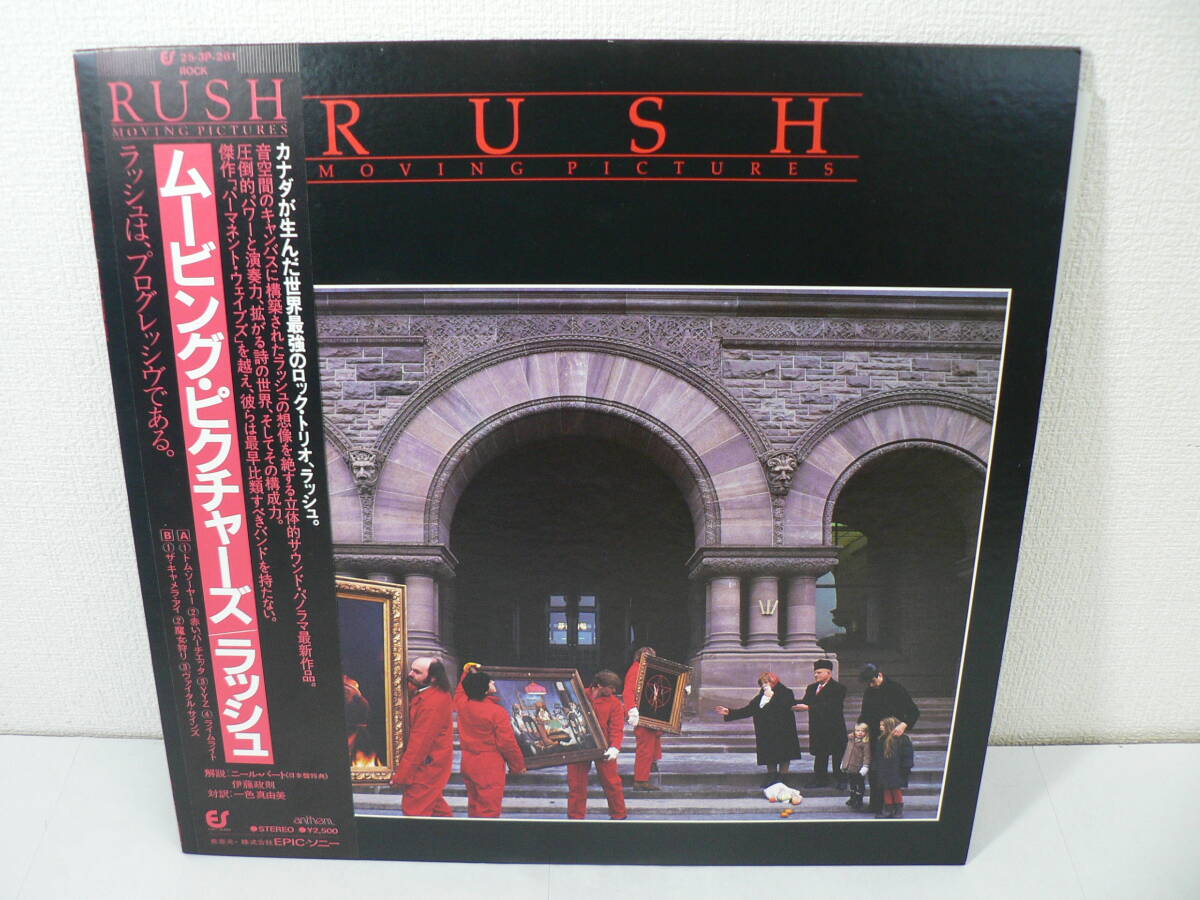 25·3P-261
ROCK
RUSH
MOVING PICTURES
カナダが生んだ世界最強のロック・トリオ、ラッシュ。
音空間のキャンバスに構築されたラッシュの想像を絶する立体的サウンド・パノラマ最新作品。
圧倒的パワーと演奏力、拡がる詩の世界、そしてその構成力。
傑作「パーマネント・ウェイブズ」を越え、彼らは最早比類すべきバンドを持たない。
ムービング・ピクチャーズ/ラッシュ
ラッシュは、プログレッシヴである。
A ①トム・ソーヤー ②赤いバーチェッタ ③YYZ ④ライムライト
B ①ザ・キャメラ・アイ ②魔女狩り ③ヴァイタル・サインズ
解説:ニール・パート(日本盤特典)
伊藤政則
対訳:一色真由美
anthem
●STEREO ●¥2,500
株式会社EPIC・ソニー
RUSH
MOVING PICTURES